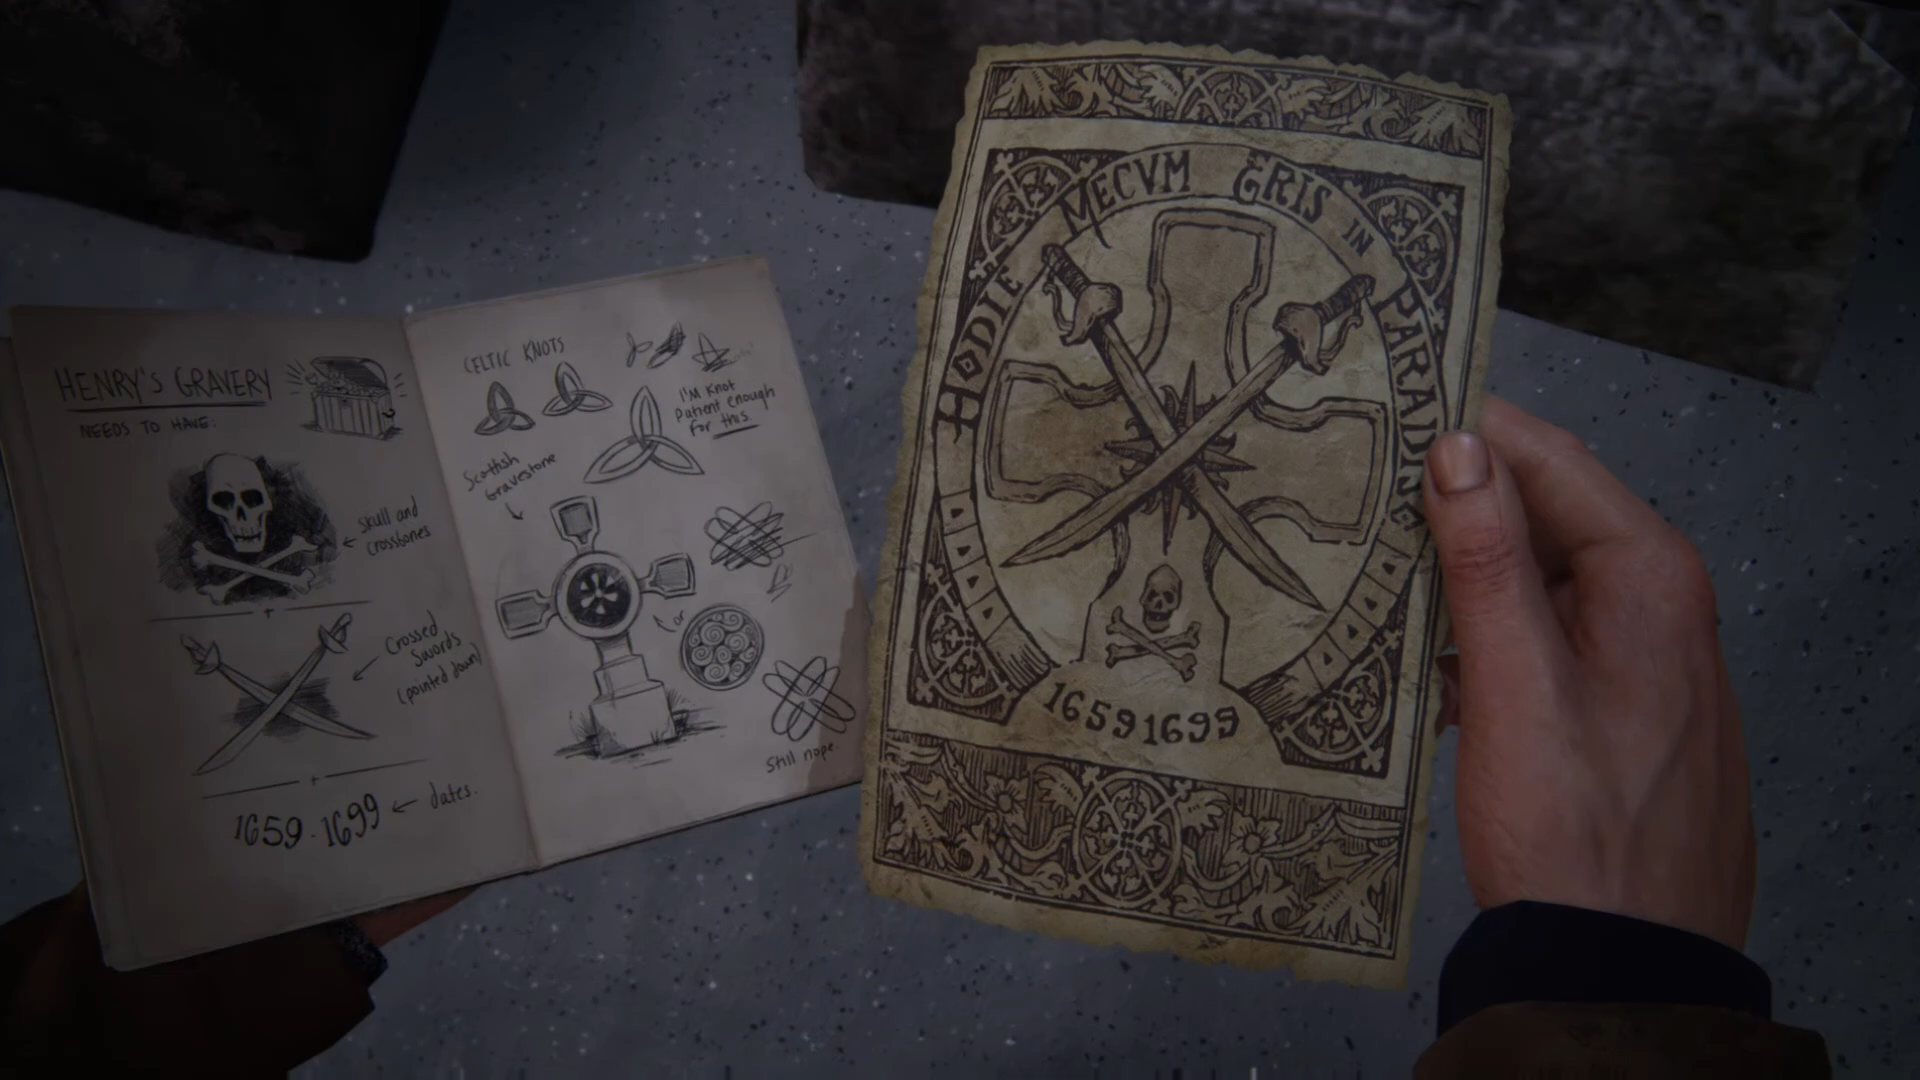 HENRY'S GRAVERY
NEEDS TO HAVE:
Skull and
crossbones
Crossed
Swords
(pointed down)
1659-1699
dates.
CELTIC KNOTS
I'M Knot
patient enough
for this.
Scottish
Gravestone
or
Still nope.
HODIE MECVM ERIS IN PARADISO
16591699